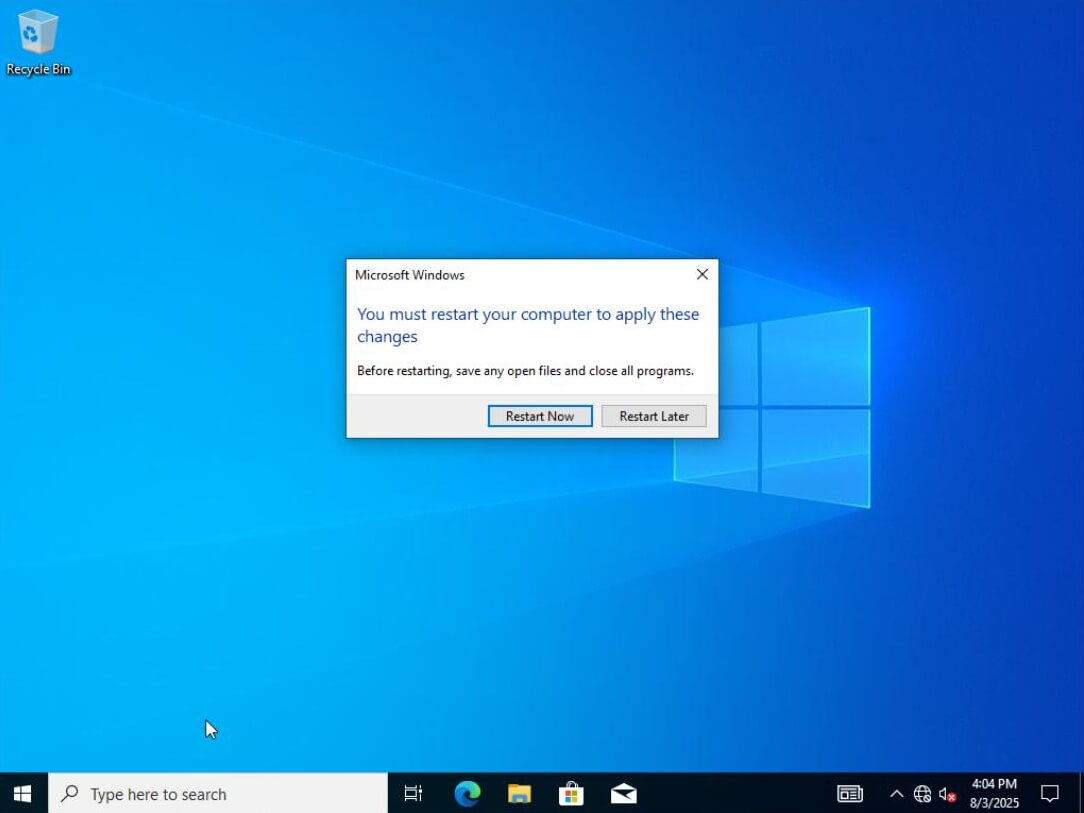 Recycle Bin
Microsoft Windows
You must restart your computer to apply these
changes
Before restarting, save any open files and close all programs.
Restart Now
Restart Later
Type here to search
4:04 PM
8/3/2025